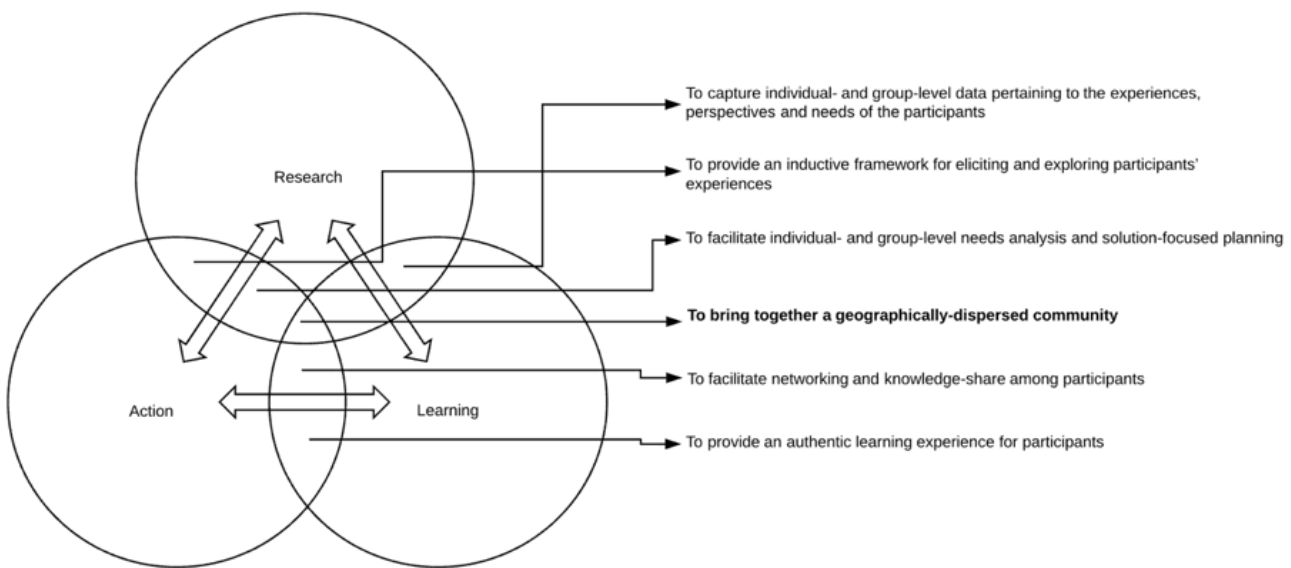 To capture individual- and group-level data pertaining to the experiences,
perspectives and needs of the participants
Research
To provide an inductive framework for eliciting and exploring participants’
experiences
To facilitate individual- and group-level needs analysis and solution-focused planning
To bring together a geographically-dispersed community
To facilitate networking and knowledge-share among participants
Action
Learning
To provide an authentic learning experience for participants